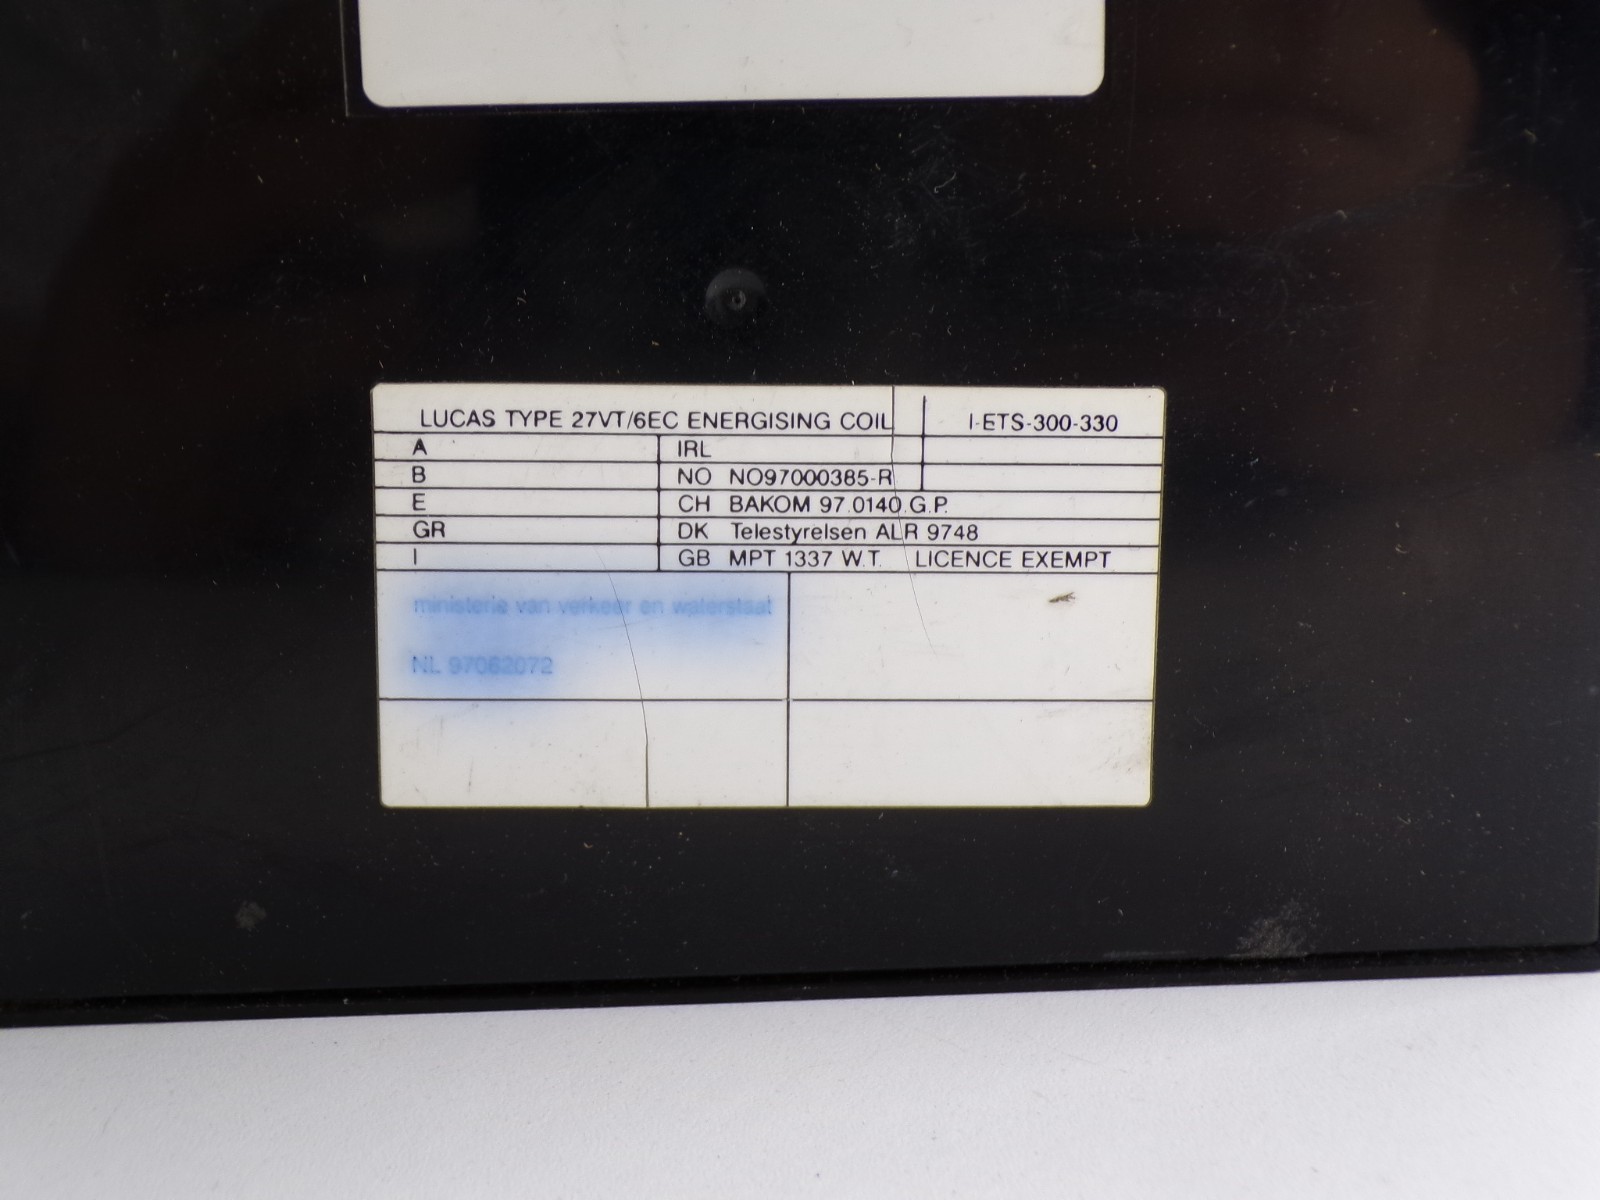 LUCAS TYPE 27VT/6EC ENERGISING COIL I-ETS-300-330
A IRL
B NO NO97000385-R
E CH BAKOM 97.0140.G.P.
GR DK Telestyrelsen ALR 9748
I GB MPT 1337 W.T. LICENCE EXEMPT
ministerie van verkeer en waterstaat
NL 97062072